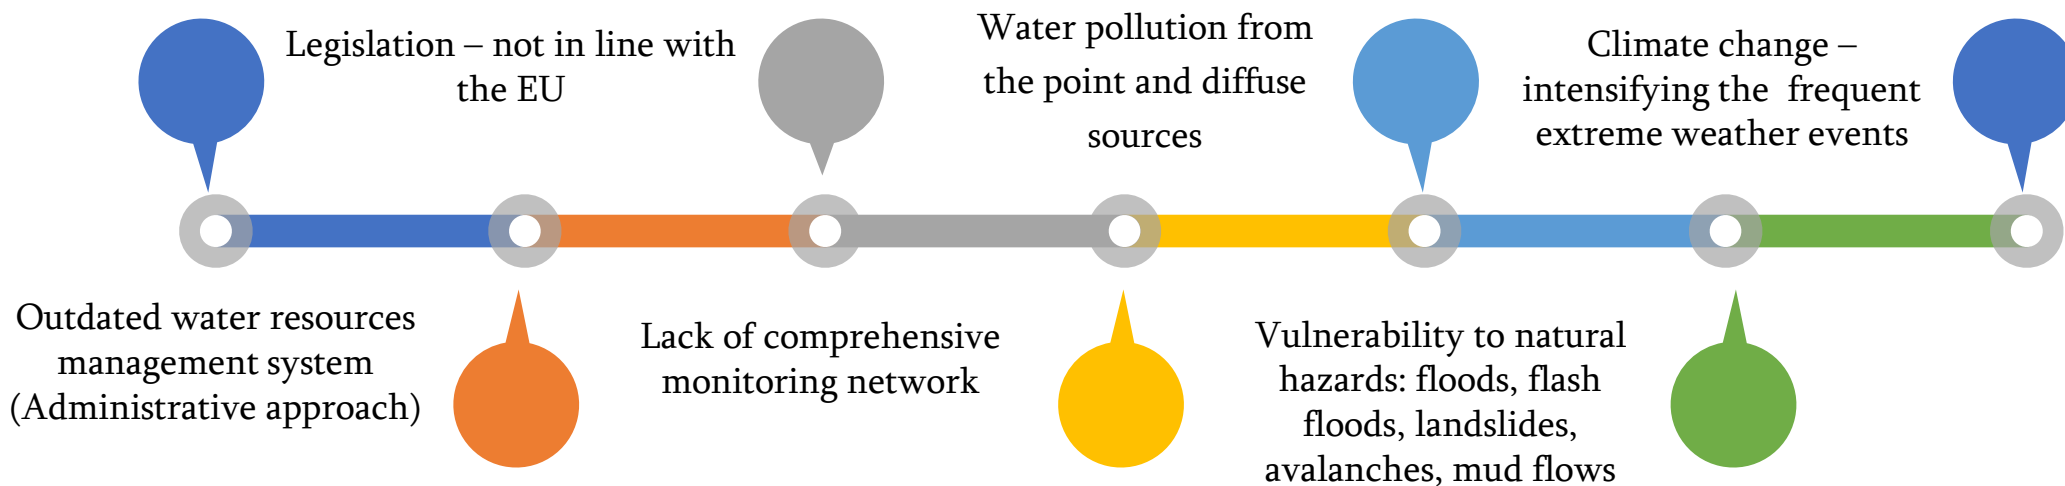 Legislation – not in line with
the EU
Water pollution from
the point and diffuse
sources
Climate change –
intensifying the  frequent
extreme weather events
Outdated water resources
management system
(Administrative approach)
Lack of comprehensive
monitoring network
Vulnerability to natural
hazards: floods, flash
floods, landslides,
avalanches, mud flows